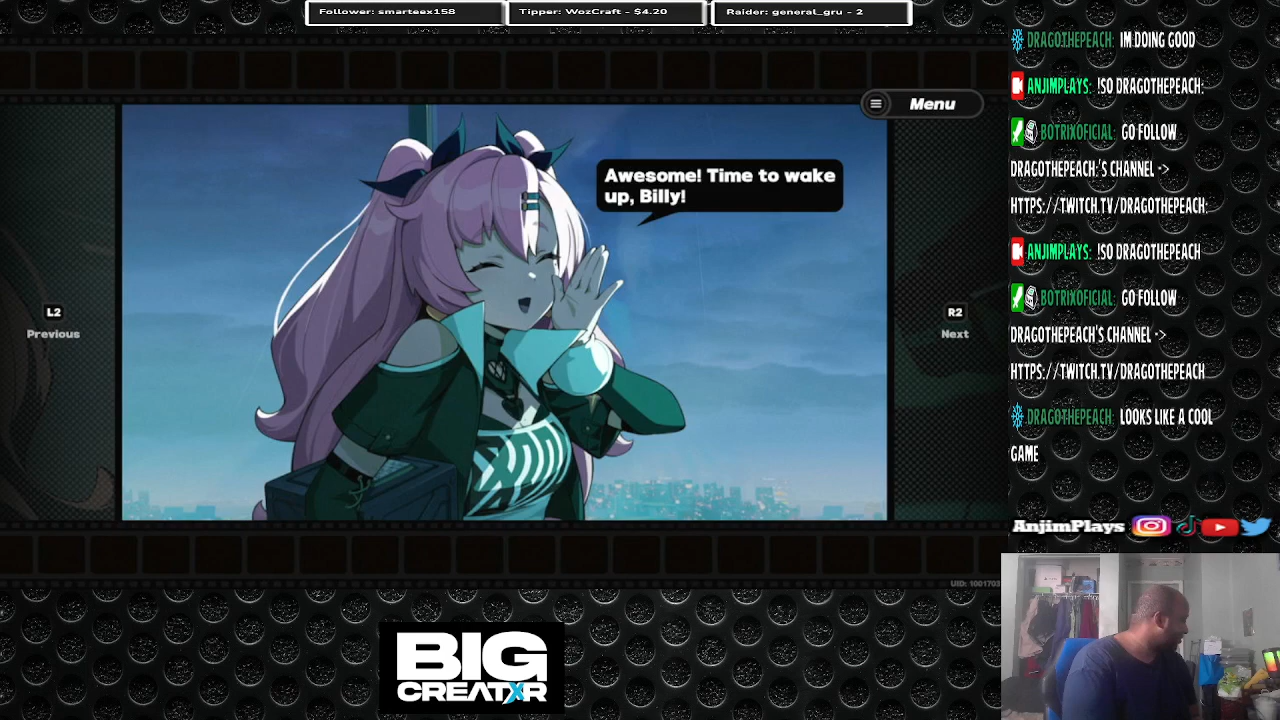 Follower: smarteex158
Tipper: WozCraft - $4.20
Raider: general_gru - 2
Menu
Awesome! Time to wake
up, Billy!
L2
Previous
R2
Next
UID: 1001703
BIG
CREATXR
DRAGOTHEPEACH: IM DOING GOOD
ANJIMPLAYS: !SO DRAGOTHEPEACH:
BOTRIXOFICIAL: GO FOLLOW
DRAGOTHEPEACH:'S CHANNEL ->
HTTPS://TWITCH.TV/DRAGOTHEPEACH:
ANJIMPLAYS: !SO DRAGOTHEPEACH
BOTRIXOFICIAL: GO FOLLOW
DRAGOTHEPEACH'S CHANNEL ->
HTTPS://TWITCH.TV/DRAGOTHEPEACH
DRAGOTHEPEACH: LOOKS LIKE A COOL
GAME
AnjimPlays